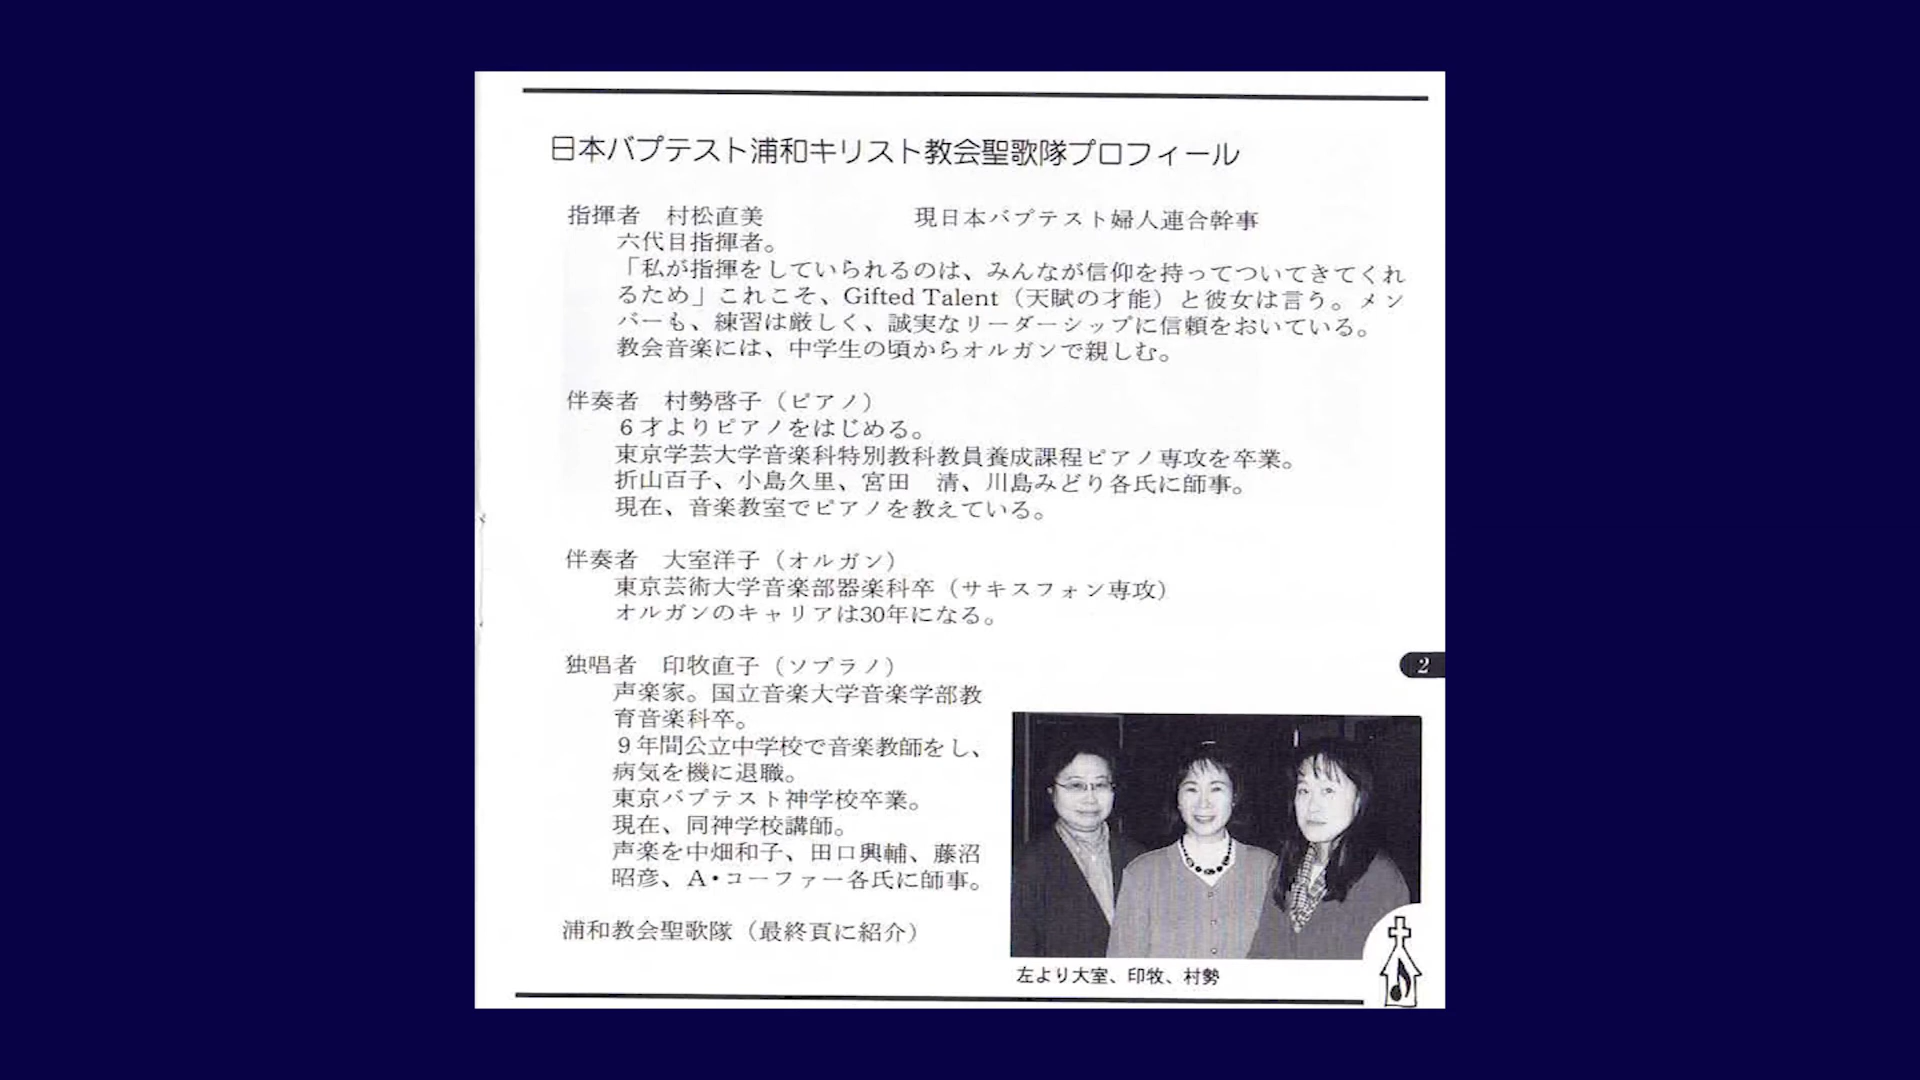 日本バプテスト浦和キリスト教会聖歌隊プロフィール
指揮者　村松直美　現日本バプテスト婦人連合幹事
六代目指揮者。
「私が指揮をしていられるのは、みんなが信仰を持ってついてきてくれ
るため」これこそ、Gifted Talent（天賦の才能）と彼女は言う。メン
バーも、練習は厳しく、誠実なリーダーシップに信頼をおいている。
教会音楽には、中学生の頃からオルガンで親しむ。
伴奏者　村勢啓子（ピアノ）
６才よりピアノをはじめる。
東京学芸大学音楽科特別教科教員養成課程ピアノ専攻を卒業。
折山百子、小島久里、宮田　清、川島みどり各氏に師事。
現在、音楽教室でピアノを教えている。
伴奏者　大室洋子（オルガン）
東京芸術大学音楽部器楽科卒（サキスフォン専攻）
オルガンのキャリアは30年になる。
独唱者　印牧直子（ソプラノ）
声楽家。国立音楽大学音楽学部教
育音楽科卒。
９年間公立中学校で音楽教師をし、
病気を機に退職。
東京バプテスト神学校卒業。
現在、同神学校講師。
声楽を中畑和子、田口興輔、藤沼
昭彦、A・コーファー各氏に師事。
浦和教会聖歌隊（最終頁に紹介）
2
左より大室、印牧、村勢